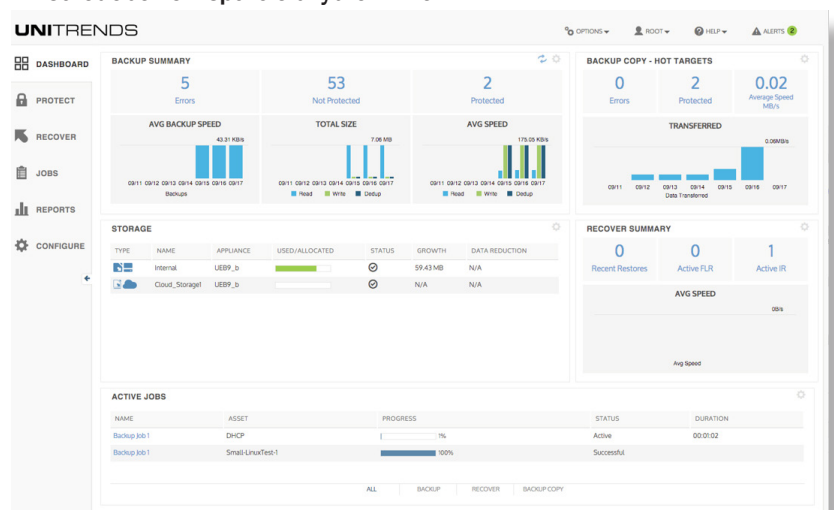 UNITRENDS
OPTIONS
ROOT
HELP
ALERTS 2
DASHBOARD
PROTECT
RECOVER
JOBS
REPORTS
CONFIGURE
BACKUP SUMMARY
5
Errors
53
Not Protected
2
Protected
AVG BACKUP SPEED
43.31 KB/s
09/11 09/12 09/13 09/14 09/15 09/16 09/17
Backups
TOTAL SIZE
7.06 MB
09/11 09/12 09/13 09/14 09/15 09/16 09/17
Read Write Dedup
AVG SPEED
175.05 KB/s
09/11 09/12 09/13 09/14 09/15 09/16 09/17
Read Write Dedup
BACKUP COPY - HOT TARGETS
0
Errors
2
Protected
0.02
Average Speed
MB/s
TRANSFERRED
0.08MB/s
09/11 09/12 09/13 09/14 09/15 09/16 09/17
Data Transferred
STORAGE
TYPE NAME APPLIANCE USED/ALLOCATED STATUS GROWTH DATA REDUCTION
Internal UEB9_b 59.43 MB N/A
Cloud_Storage1 UEB9_b N/A N/A
RECOVER SUMMARY
0
Recent Restores
0
Active FLR
1
Active IR
AVG SPEED
0B/s
Avg Speed
ACTIVE JOBS
NAME ASSET PROGRESS STATUS DURATION
Backup Job 1 DHCP 1% Active 00:01:02
Backup Job 1 Small-LinuxTest-1 100% Successful
ALL BACKUP RECOVER BACKUP COPY